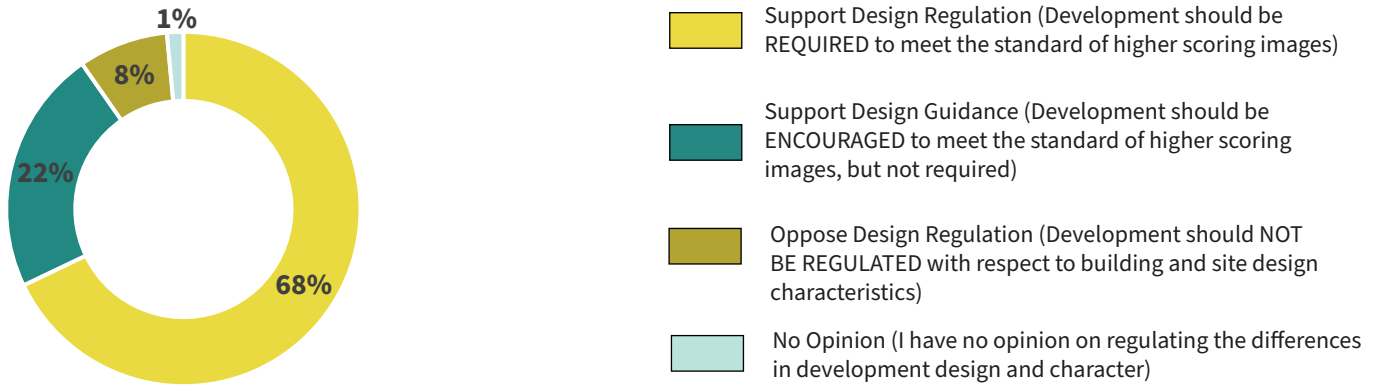 1%
8%
22%
68%
Support Design Regulation (Development should be
REQUIRED to meet the standard of higher scoring images)
Support Design Guidance (Development should be
ENCOURAGED to meet the standard of higher scoring
images, but not required)
Oppose Design Regulation (Development should NOT
BE REGULATED with respect to building and site design
characteristics)
No Opinion (I have no opinion on regulating the differences
in development design and character)